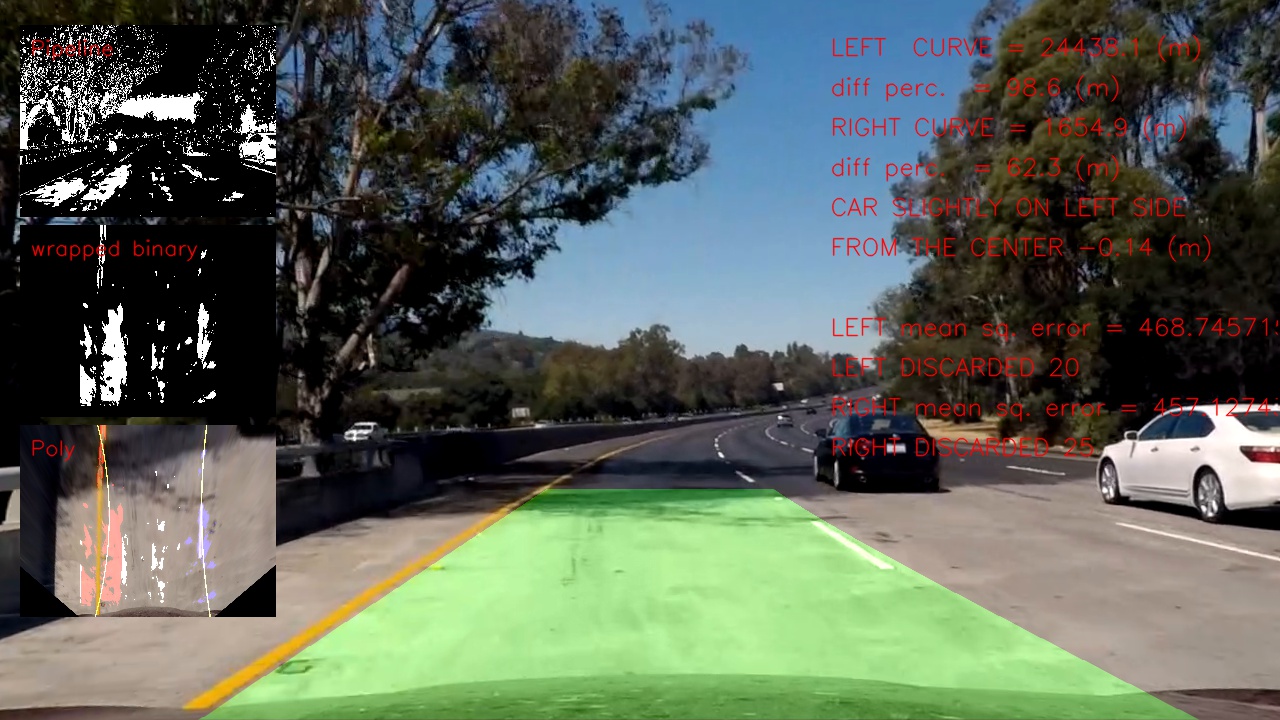 Pipeline
wrapped binary
Poly
LEFT CURVE = 24438.1 (m)
diff perc. = 98.6 (m)
RIGHT CURVE = 1654.9 (m)
diff perc. = 62.3 (m)
CAR SLIGHTLY ON LEFT SIDE
FROM THE CENTER -0.14 (m)
LEFT mean sq. error = 468.74571
LEFT DISCARDED 20
RIGHT mean sq. error = 457.1274
RIGHT DISCARDED 25